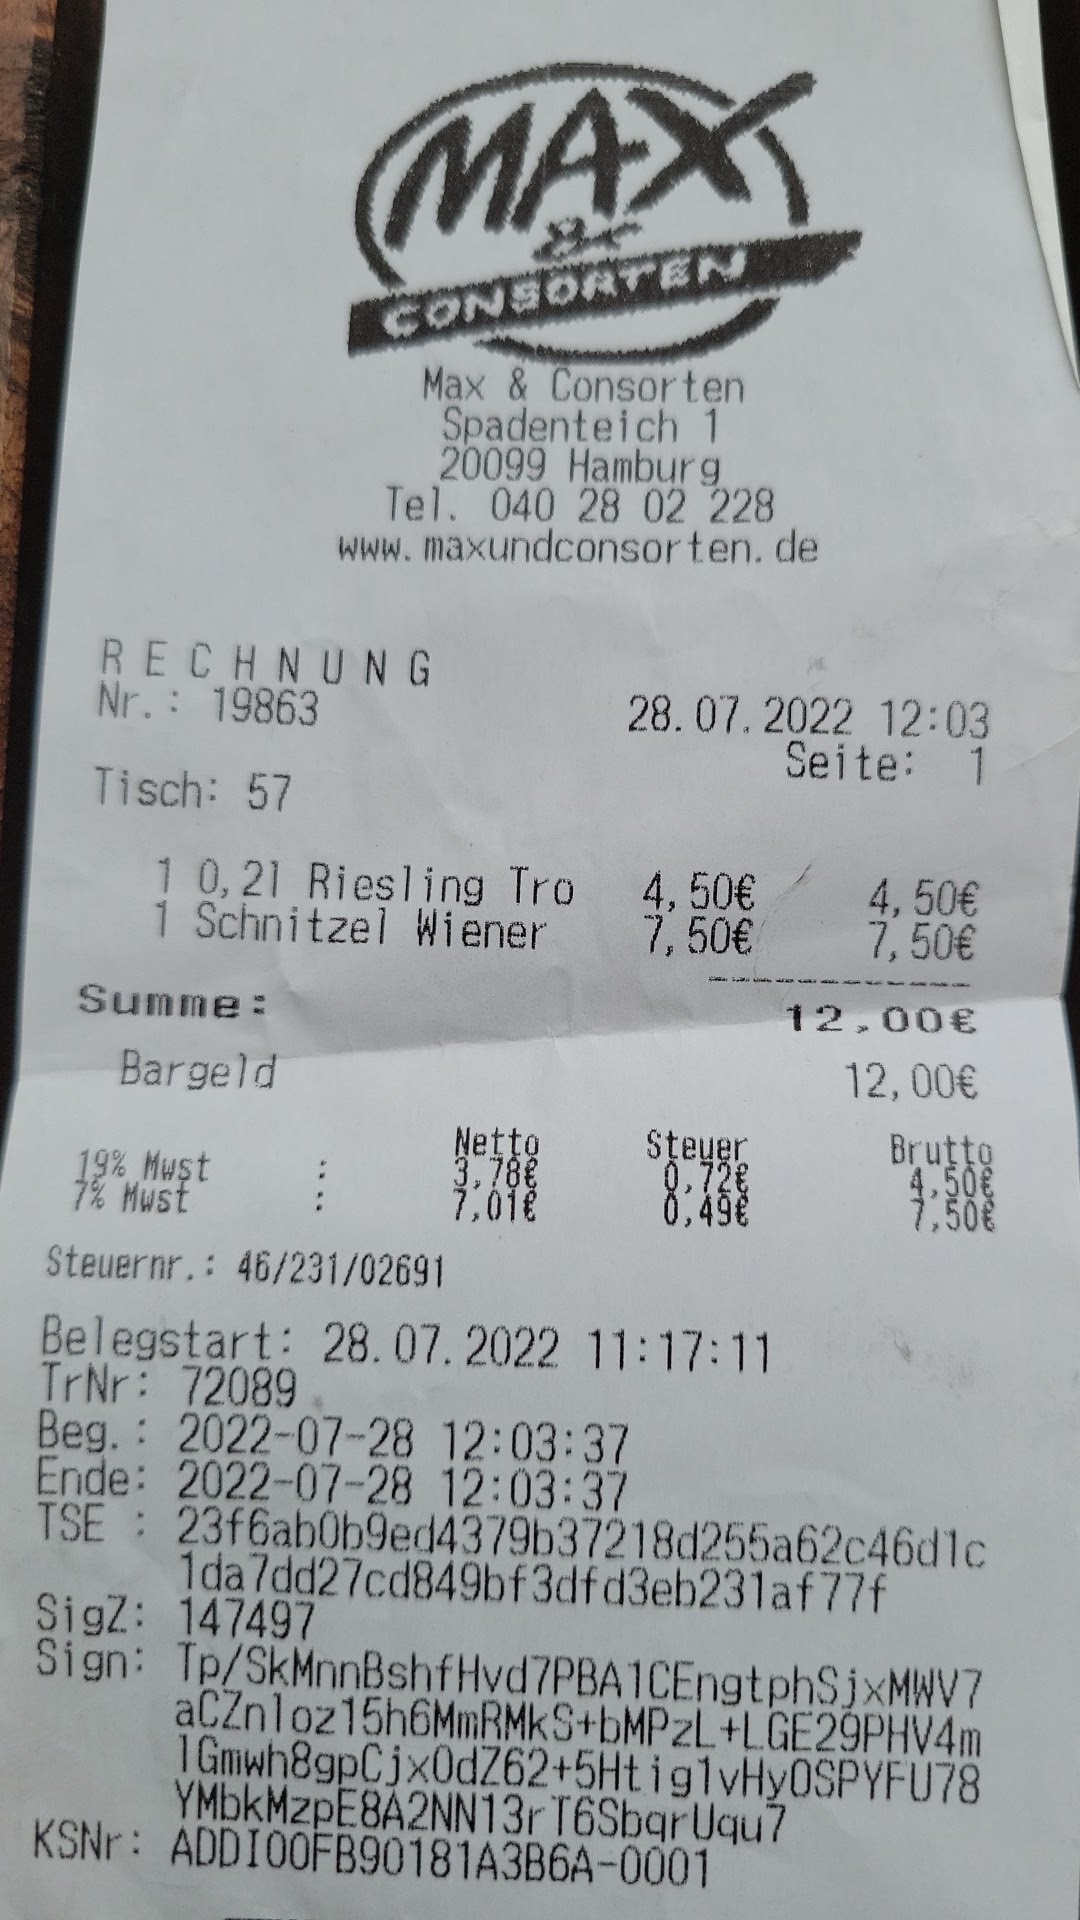 MAX
&
CONSORTEN
Max & Consorten
Spadenteich 1
20099 Hamburg
Tel. 040 28 02 228
www.maxundconsorten.de
RECHNUNG
Nr.: 19863 28.07.2022 12:03
Seite: 1
Tisch: 57
1 0,2l Riesling Tro 4,50€ 4,50€
1 Schnitzel Wiener 7,50€ 7,50€
Summe: 12,00€
Bargeld 12,00€
Netto Steuer Brutto
19% Mwst : 3,78€ 0,72€ 4,50€
7% Mwst : 7,01€ 0,49€ 7,50€
Steuernr.: 46/231/02691
Belegstart: 28.07.2022 11:17:11
TrNr: 72089
Beg.: 2022-07-28 12:03:37
Ende: 2022-07-28 12:03:37
TSE : 23f6ab0b9ed4379b37218d255a62c46d1c
1da7dd27cd849bf3dfd3eb231af77f
SigZ: 147497
Sign: Tp/SkMnnBshfHvd7PBA1CEngtphSjxMWV7
aCZnloz15h6MmRMkS+bMPzL+LGE29PHV4m
lGmwh8gpCjx0dZ62+5Htig1vHy0SPYFU78
YMbkMzpE8A2NN13rT6SbqrUqu7
KSNr: ADDI00FB90181A3B6A-0001